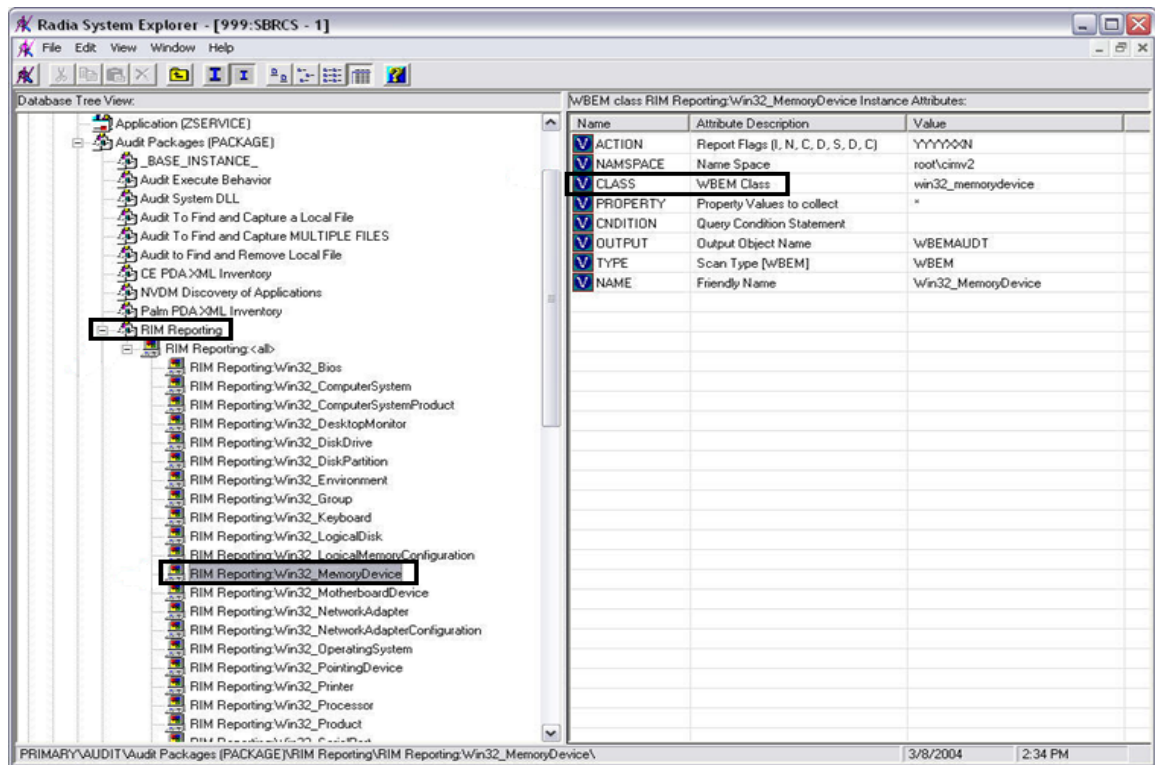 Radia System Explorer - [999:SBRCS - 1]
File Edit View Window Help
Database Tree View:
Application (ZSERVICE)
Audit Packages (PACKAGE)
_BASE_INSTANCE_
Audit Execute Behavior
Audit System DLL
Audit To Find and Capture a Local File
Audit To Find and Capture MULTIPLE FILES
Audit to Find and Remove Local File
CE PDA XML Inventory
NVDM Discovery of Applications
Palm PDA XML Inventory
RIM Reporting
RIM Reporting:<all>
RIM Reporting:Win32_Bios
RIM Reporting:Win32_ComputerSystem
RIM Reporting:Win32_ComputerSystemProduct
RIM Reporting:Win32_DesktopMonitor
RIM Reporting:Win32_DiskDrive
RIM Reporting:Win32_DiskPartition
RIM Reporting:Win32_Environment
RIM Reporting:Win32_Group
RIM Reporting:Win32_Keyboard
RIM Reporting:Win32_LogicalDisk
RIM Reporting:Win32_LogicalMemoryConfiguration
RIM Reporting:Win32_MemoryDevice
RIM Reporting:Win32_MotherboardDevice
RIM Reporting:Win32_NetworkAdapter
RIM Reporting:Win32_NetworkAdapterConfiguration
RIM Reporting:Win32_OperatingSystem
RIM Reporting:Win32_PointingDevice
RIM Reporting:Win32_Printer
RIM Reporting:Win32_Processor
RIM Reporting:Win32_Product
RIM Reporting:Win32_SerialPort
WBEM class RIM Reporting:Win32_MemoryDevice Instance Attributes:
Name Attribute Description Value
V ACTION Report Flags (I, N, C, D, S, D, C) YYYYXXN
V NAMSPACE Name Space root\cimv2
V CLASS WBEM Class win32_memorydevice
V PROPERTY Property Values to collect *
V CNDITION Query Condition Statement
V OUTPUT Output Object Name WBEMAUDT
V TYPE Scan Type [WBEM] WBEM
V NAME Friendly Name Win32_MemoryDevice
PRIMARY\AUDIT\Audit Packages (PACKAGE)\RIM Reporting\RIM Reporting:Win32_MemoryDevice\ 3/8/2004 2:34 PM